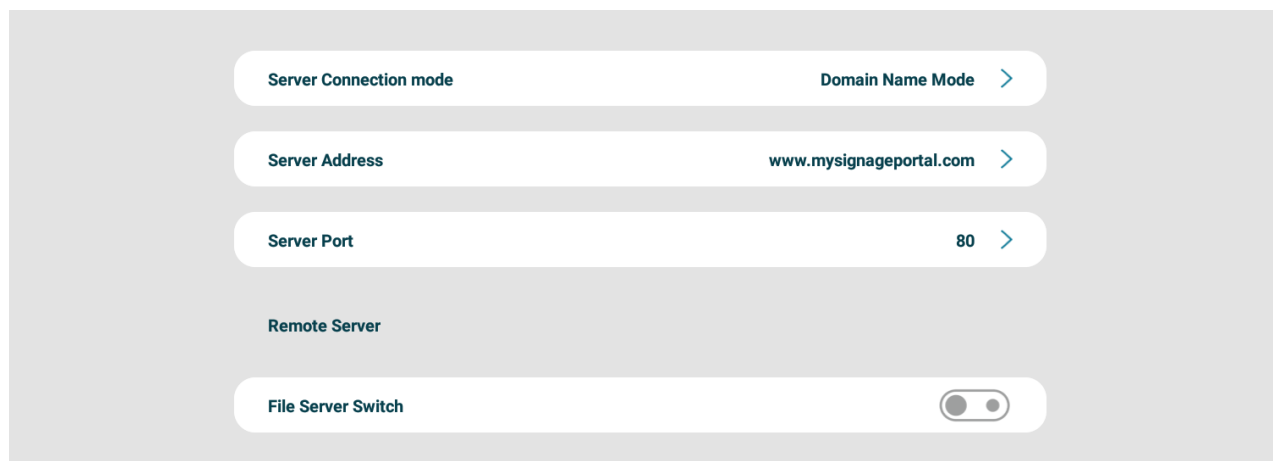 Server Connection mode Domain Name Mode
Server Address www.mysignageportal.com
Server Port 80
Remote Server
File Server Switch